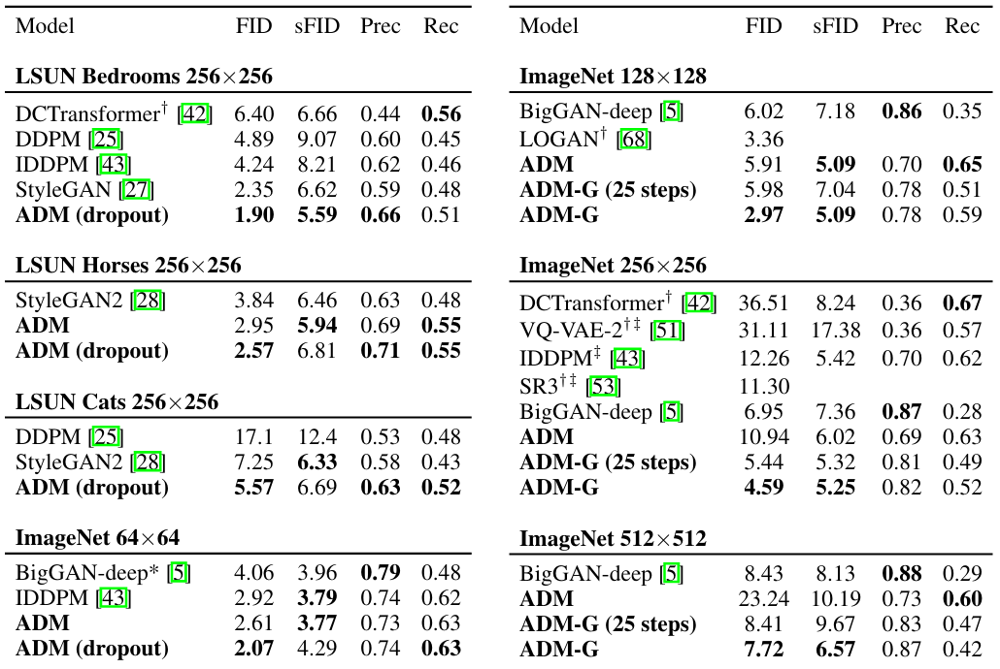 Model FID sFID Prec Rec
LSUN Bedrooms 256×256
DCTransformer† [42] 6.40 6.66 0.44 0.56
DDPM [25] 4.89 9.07 0.60 0.45
IDDPM [43] 4.24 8.21 0.62 0.46
StyleGAN [27] 2.35 6.62 0.59 0.48
ADM (dropout) 1.90 5.59 0.66 0.51
LSUN Horses 256×256
StyleGAN2 [28] 3.84 6.46 0.63 0.48
ADM 2.95 5.94 0.69 0.55
ADM (dropout) 2.57 6.81 0.71 0.55
LSUN Cats 256×256
DDPM [25] 17.1 12.4 0.53 0.48
StyleGAN2 [28] 7.25 6.33 0.58 0.43
ADM (dropout) 5.57 6.69 0.63 0.52
ImageNet 64×64
BigGAN-deep* [5] 4.06 3.96 0.79 0.48
IDDPM [43] 2.92 3.79 0.74 0.62
ADM 2.61 3.77 0.73 0.63
ADM (dropout) 2.07 4.29 0.74 0.63
Model FID sFID Prec Rec
ImageNet 128×128
BigGAN-deep [5] 6.02 7.18 0.86 0.35
LOGAN† [68] 3.36
ADM 5.91 5.09 0.70 0.65
ADM-G (25 steps) 5.98 7.04 0.78 0.51
ADM-G 2.97 5.09 0.78 0.59
ImageNet 256×256
DCTransformer† [42] 36.51 8.24 0.36 0.67
VQ-VAE-2†‡ [51] 31.11 17.38 0.36 0.57
IDDPM‡ [43] 12.26 5.42 0.70 0.62
SR3†‡ [53] 11.30
BigGAN-deep [5] 6.95 7.36 0.87 0.28
ADM 10.94 6.02 0.69 0.63
ADM-G (25 steps) 5.44 5.32 0.81 0.49
ADM-G 4.59 5.25 0.82 0.52
ImageNet 512×512
BigGAN-deep [5] 8.43 8.13 0.88 0.29
ADM 23.24 10.19 0.73 0.60
ADM-G (25 steps) 8.41 9.67 0.83 0.47
ADM-G 7.72 6.57 0.87 0.42